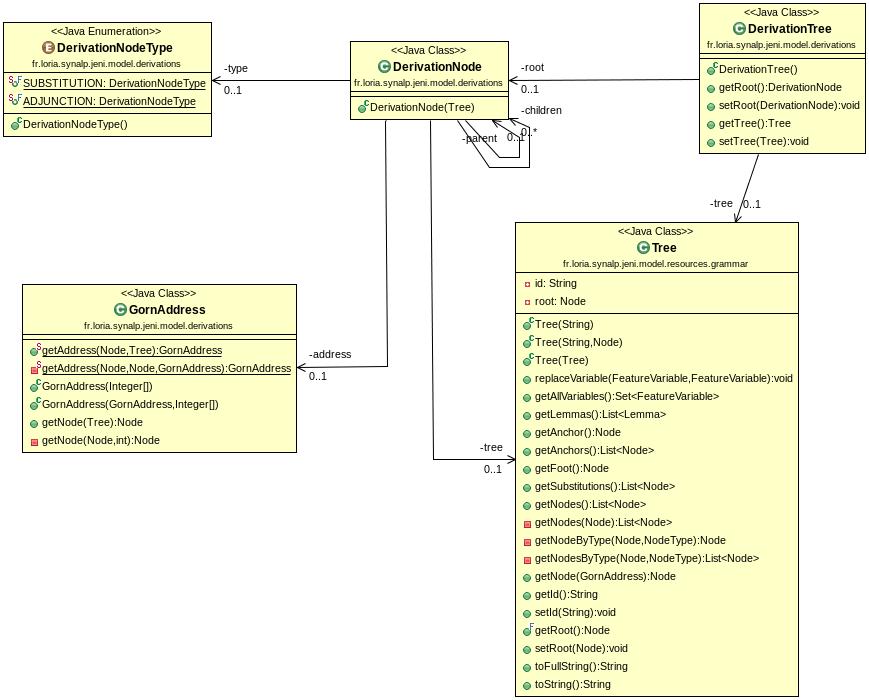 <<Java Enumeration>>
DerivationNodeType
fr.loria.synalp.jeni.model.derivations
SUBSTITUTION: DerivationNodeType
ADJUNCTION: DerivationNodeType
DerivationNodeType()
-type
0..1
<<Java Class>>
DerivationNode
fr.loria.synalp.jeni.model.derivations
DerivationNode(Tree)
-root
0..1
-children
0..*
-parent
0..1
<<Java Class>>
DerivationTree
fr.loria.synalp.jeni.model.derivations
DerivationTree()
getRoot():DerivationNode
setRoot(DerivationNode):void
getTree():Tree
setTree(Tree):void
-tree
0..1
<<Java Class>>
GornAddress
fr.loria.synalp.jeni.model.derivations
getAddress(Node,Tree):GornAddress
getAddress(Node,Node,GornAddress):GornAddress
GornAddress(Integer[])
GornAddress(GornAddress,Integer[])
getNode(Tree):Node
getNode(Node,int):Node
-address
0..1
-tree
0..1
<<Java Class>>
Tree
fr.loria.synalp.jeni.model.resources.grammar
id: String
root: Node
Tree(String)
Tree(String,Node)
Tree(Tree)
replaceVariable(FeatureVariable,FeatureVariable):void
getAllVariables():Set<FeatureVariable>
getLemmas():List<Lemma>
getAnchor():Node
getAnchors():List<Node>
getFoot():Node
getSubstitutions():List<Node>
getNodes():List<Node>
getNodes(Node):List<Node>
getNodeByType(Node,NodeType):Node
getNodesByType(Node,NodeType):List<Node>
getNode(GornAddress):Node
getId():String
setId(String):void
getRoot():Node
setRoot(Node):void
toFullString():String
toString():String